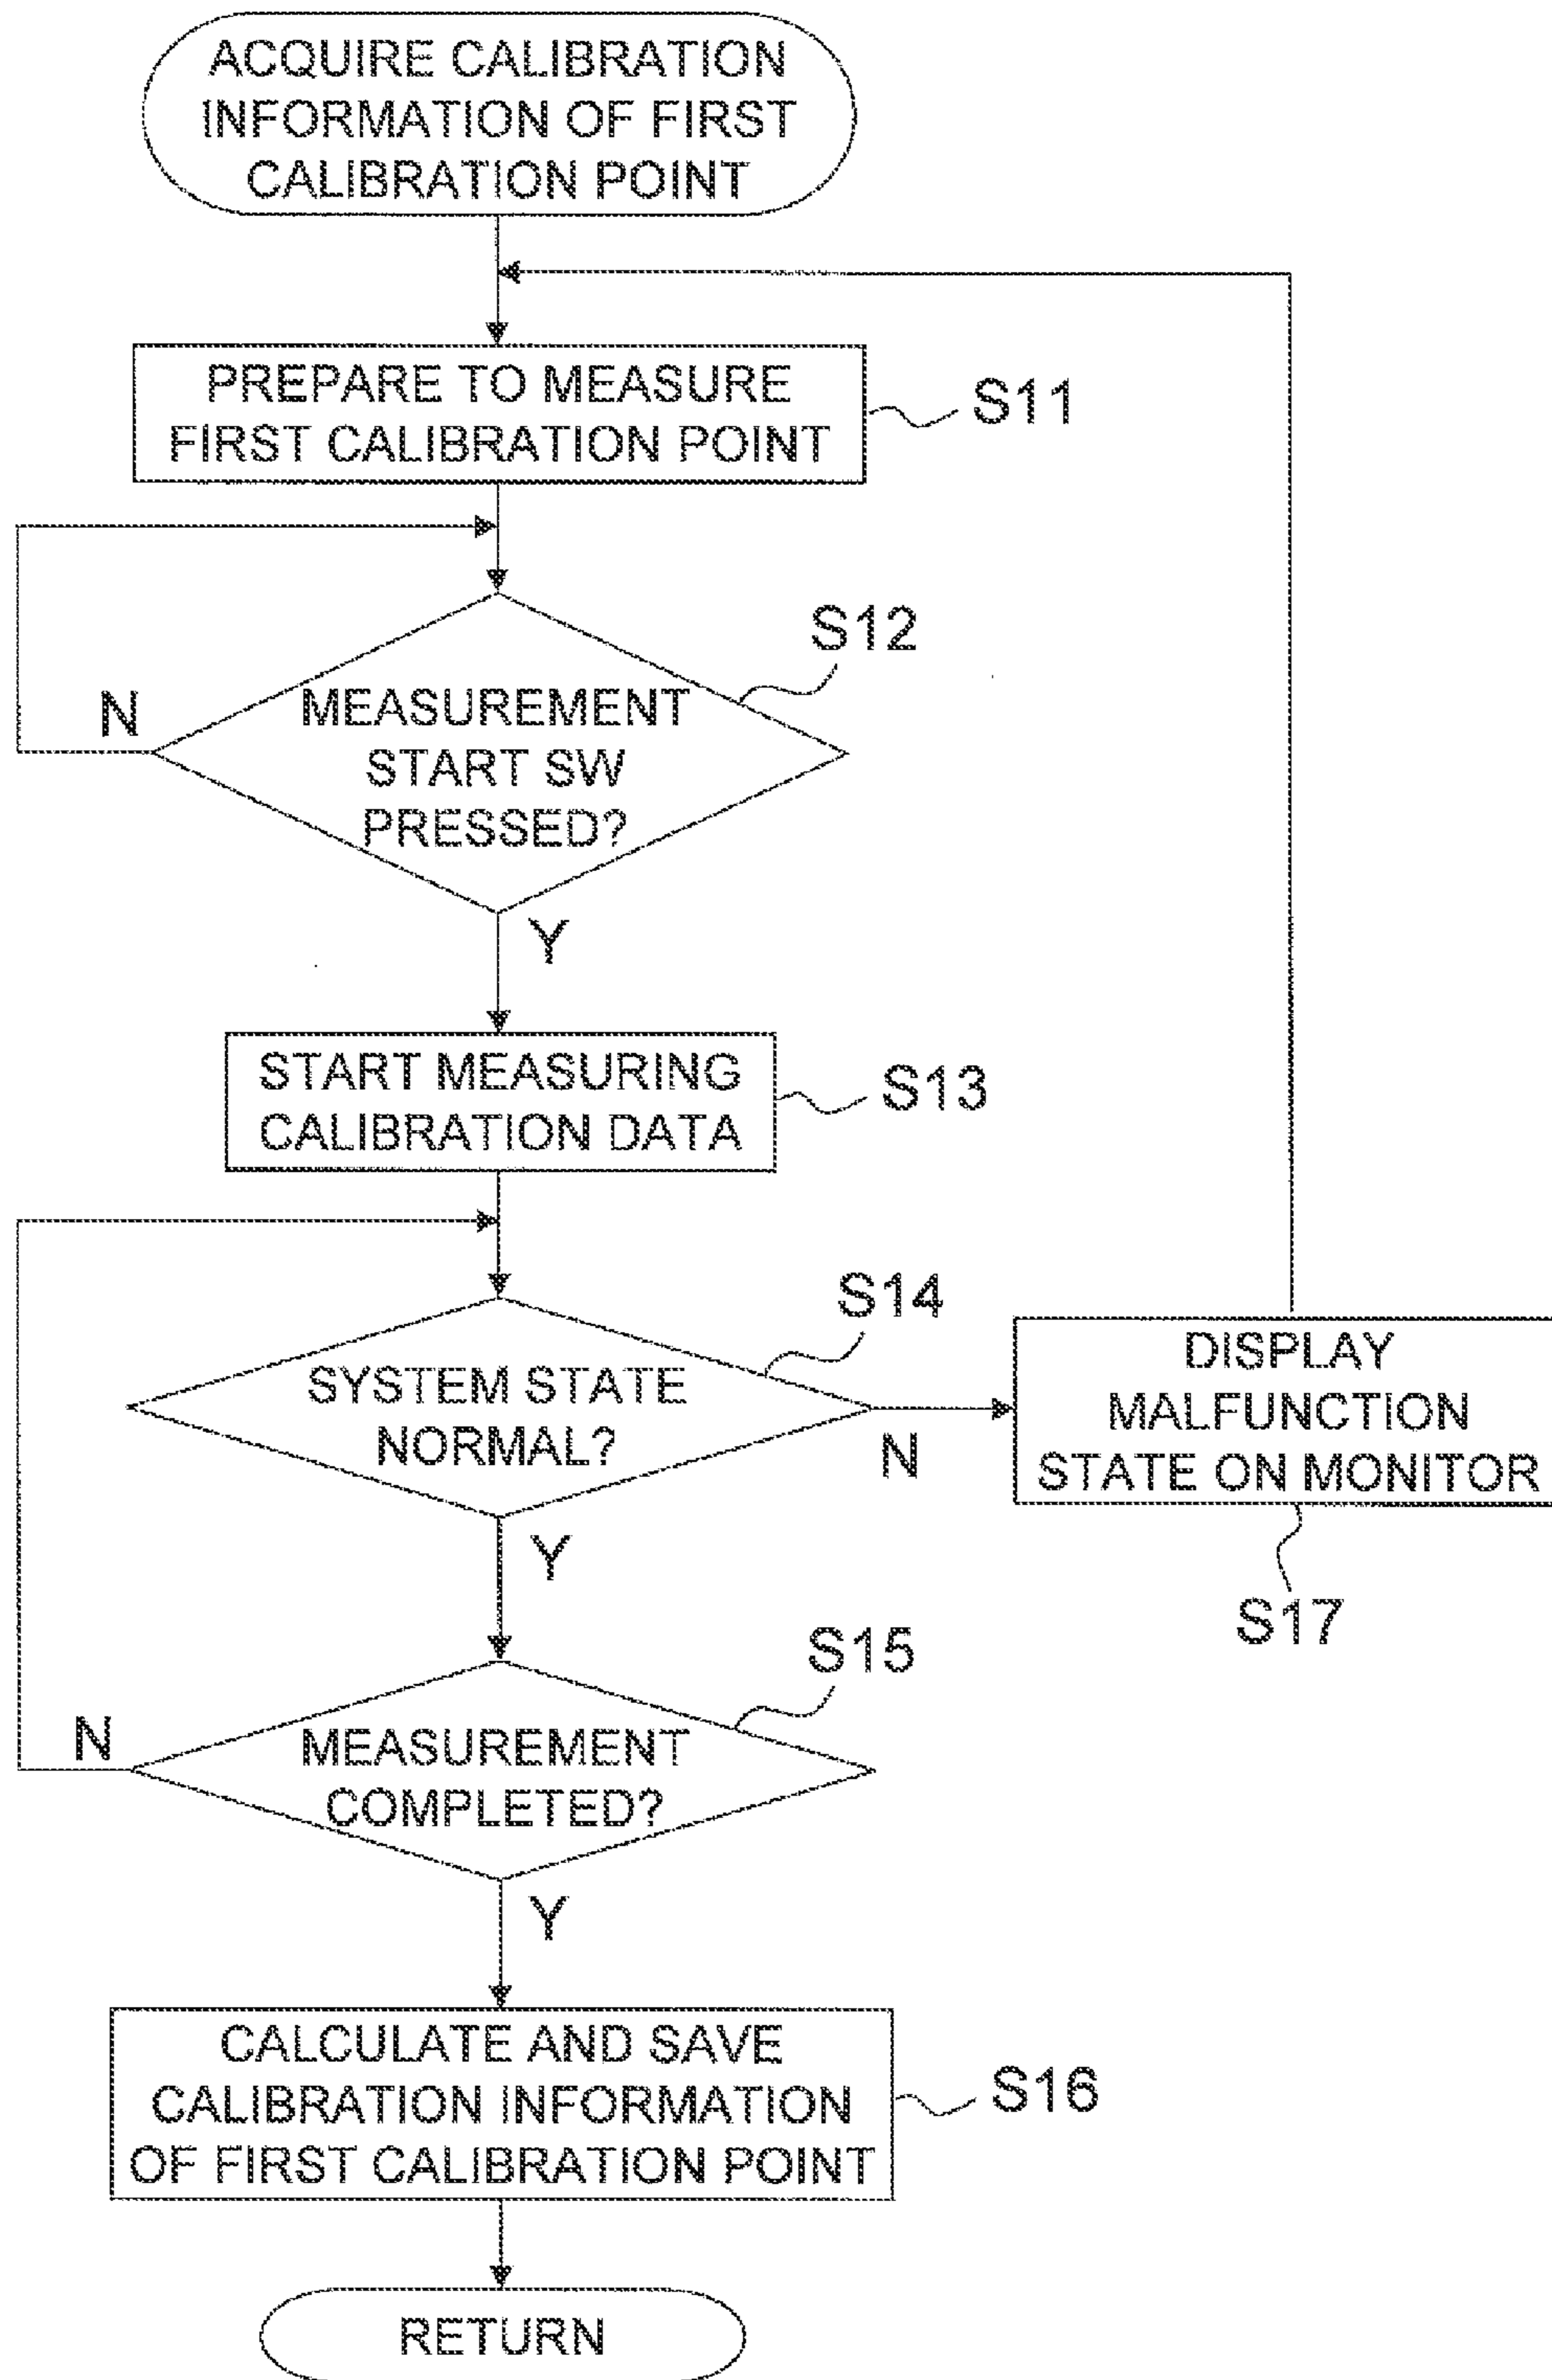 ACQUIRE CALIBRATION
INFORMATION OF FIRST
CALIBRATION POINT
PREPARE TO MEASURE
FIRST CALIBRATION POINT
S11
S12
N
MEASUREMENT
START SW
PRESSED?
Y
START MEASURING
CALIBRATION DATA
S13
S14
SYSTEM STATE
NORMAL?
N
DISPLAY
MALFUNCTION
STATE ON MONITOR
S17
Y
S15
N
MEASUREMENT
COMPLETED?
Y
CALCULATE AND SAVE
CALIBRATION INFORMATION
OF FIRST CALIBRATION POINT
S16
RETURN